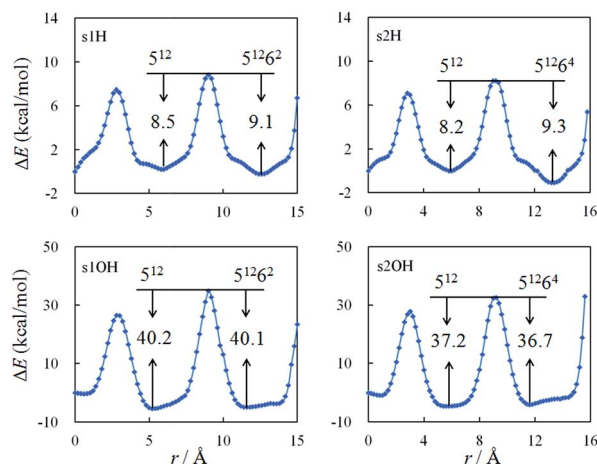 s1H
5¹² 5¹²6²
8.5 9.1
14
10
6
2
-2
0 5 10 15
ΔE (kcal/mol)
s2H
5¹² 5¹²6⁴
8.2 9.3
14
10
6
2
-2
0 4 8 12 16
ΔE (kcal/mol)
s1OH
5¹² 5¹²6²
40.2 40.1
50
30
10
-10
0 5 10 15
r / Å
s2OH
5¹² 5¹²6⁴
37.2 36.7
50
30
10
-10
0 4 8 12 16
r / Å